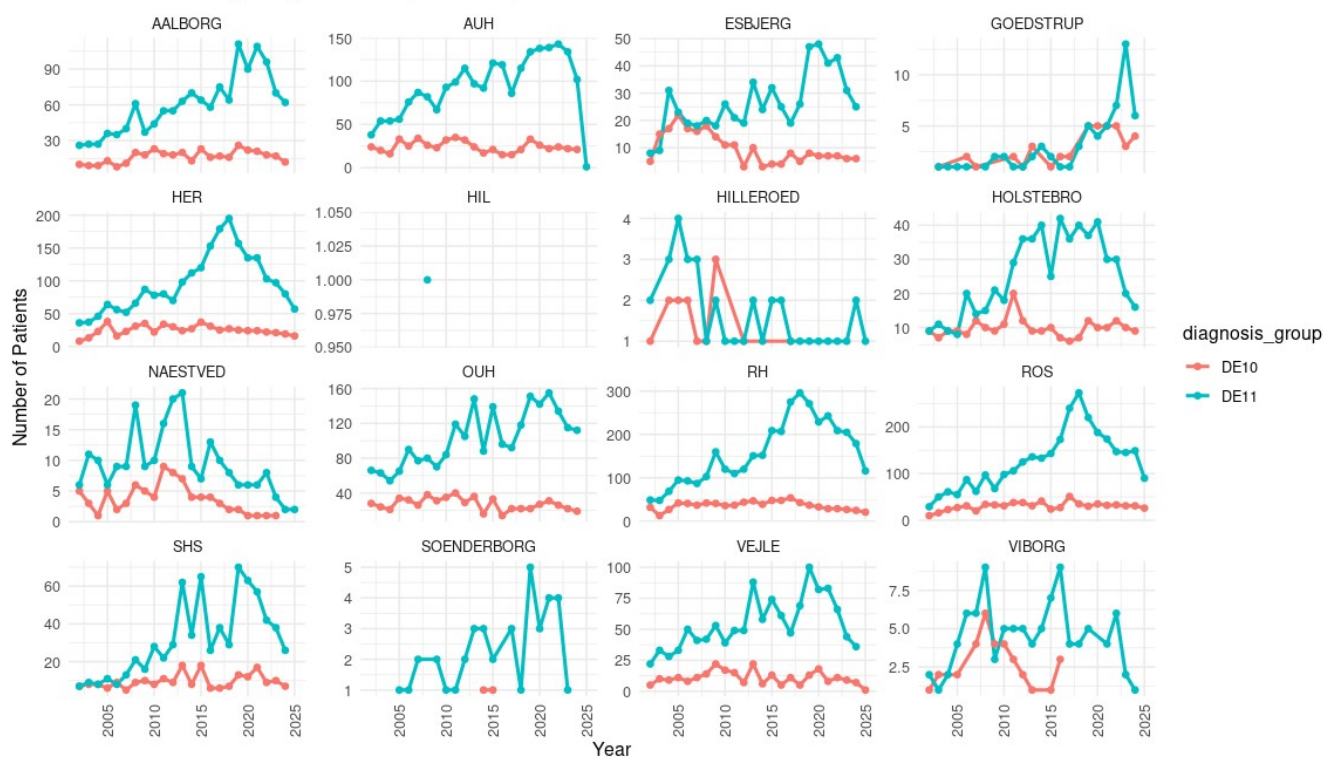 AALBORG AUH ESBJERG GOEDSTRUP
90 60 30
150 100 50 0
50 40 30 20 10
10 5
HER HIL HILLEROED HOLSTEBRO
200 150 100 50 0
1.050 1.025 1.000 0.975 0.950
4 3 2 1
40 30 20 10
NAESTVED OUH RH ROS
20 15 10 5 0
160 120 80 40
300 200 100 0
200 100 0
SHS SOENDERBORG VEJLE VIBORG
60 40 20
5 4 3 2 1
100 75 50 25 0
7.5 5.0 2.5
2005 2010 2015 2020 2025
2005 2010 2015 2020 2025
2005 2010 2015 2020 2025
2005 2010 2015 2020 2025
Year
Number of Patients
diagnosis_group
DE10
DE11